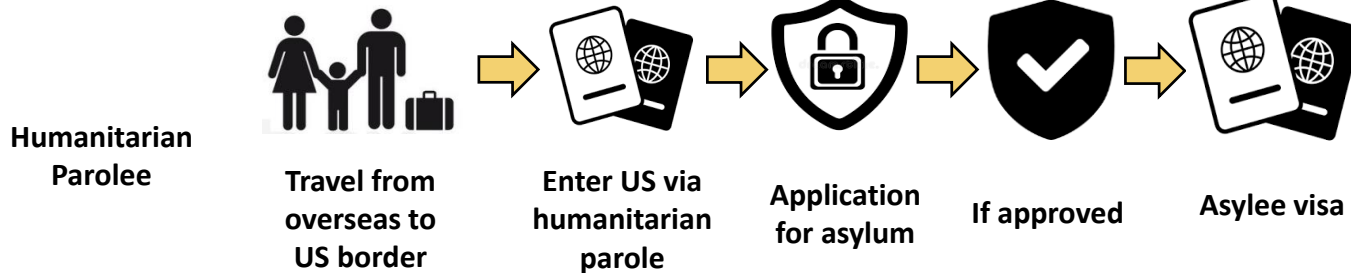 Humanitarian
Parolee
Travel from
overseas to
US border
Enter US via
humanitarian
parole
Application
for asylum
If approved
Asylee visa